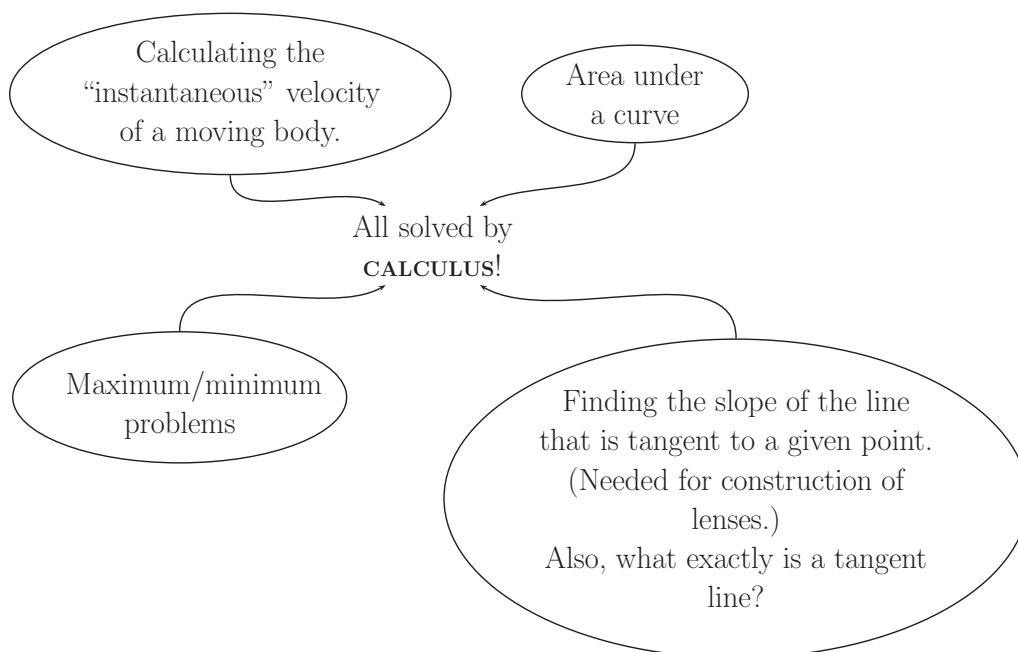 Calculating the
“instantaneous” velocity
of a moving body.
Area under
a curve
All solved by
CALCULUS!
Maximum/minimum
problems
Finding the slope of the line
that is tangent to a given point.
(Needed for construction of
lenses.)
Also, what exactly is a tangent
line?